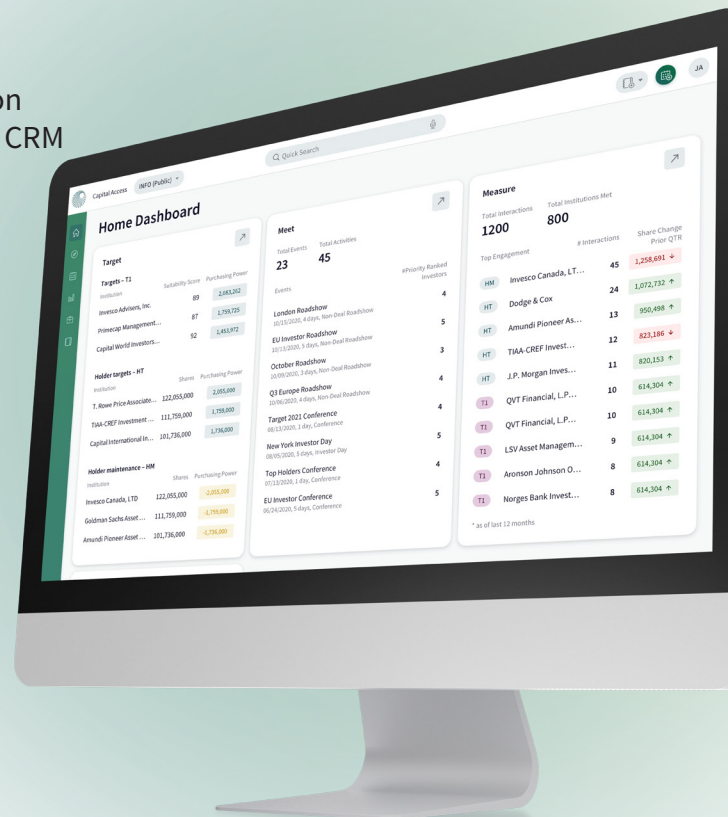 on
CRM
Capital Access INFO (Public)
Quick Search
JA
Home Dashboard
Target
Targets – T1
Institution Suitability Score Purchasing Power
Invesco Advisers, Inc. 89 2,083,262
Primecap Management... 87 1,759,725
Capital World Investors... 92 1,453,972
Holder targets – HT
Institution Shares Purchasing Power
T. Rowe Price Associate... 122,055,000 2,055,000
TIAA-CREF Investment ... 111,759,000 1,759,000
Capital International In... 101,736,000 1,736,000
Holder maintenance – HM
Institution Shares Purchasing Power
Invesco Canada, LTD 122,055,000 -2,055,000
Goldman Sachs Asset ... 111,759,000 -1,759,000
Amundi Pioneer Asset ... 101,736,000 -1,736,000
Meet
Total Events Total Activities
23 45
Events #Priority Ranked
Investors
London Roadshow 4
10/15/2020, 4 days, Non-Deal Roadshow
EU Investor Roadshow 5
10/13/2020, 5 days, Non-Deal Roadshow
October Roadshow 3
10/09/2020, 3 days, Non-Deal Roadshow
Q3 Europe Roadshow 4
10/06/2020, 4 days, Non-Deal Roadshow
Target 2021 Conference 4
08/13/2020, 1 day, Conference
New York Investor Day 5
08/05/2020, 5 days, Investor Day
Top Holders Conference 4
07/13/2020, 1 day, Conference
EU Investor Conference 5
06/24/2020, 5 days, Conference
Measure
Total Interactions Total Institutions Met
1200 800
Top Engagement # Interactions Share Change
Prior QTR
HM Invesco Canada, LT... 45 1,258,691 ↓
HT Dodge & Cox 24 1,072,732 ↑
HT Amundi Pioneer As... 13 950,498 ↑
HT TIAA-CREF Invest... 12 823,186 ↓
HT J.P. Morgan Inves... 11 820,153 ↑
T1 QVT Financial, L.P... 10 614,304 ↑
T1 QVT Financial, L.P... 10 614,304 ↑
T1 LSV Asset Managem... 9 614,304 ↑
T1 Aronson Johnson O... 8 614,304 ↑
T1 Norges Bank Invest... 8 614,304 ↑
* as of last 12 months